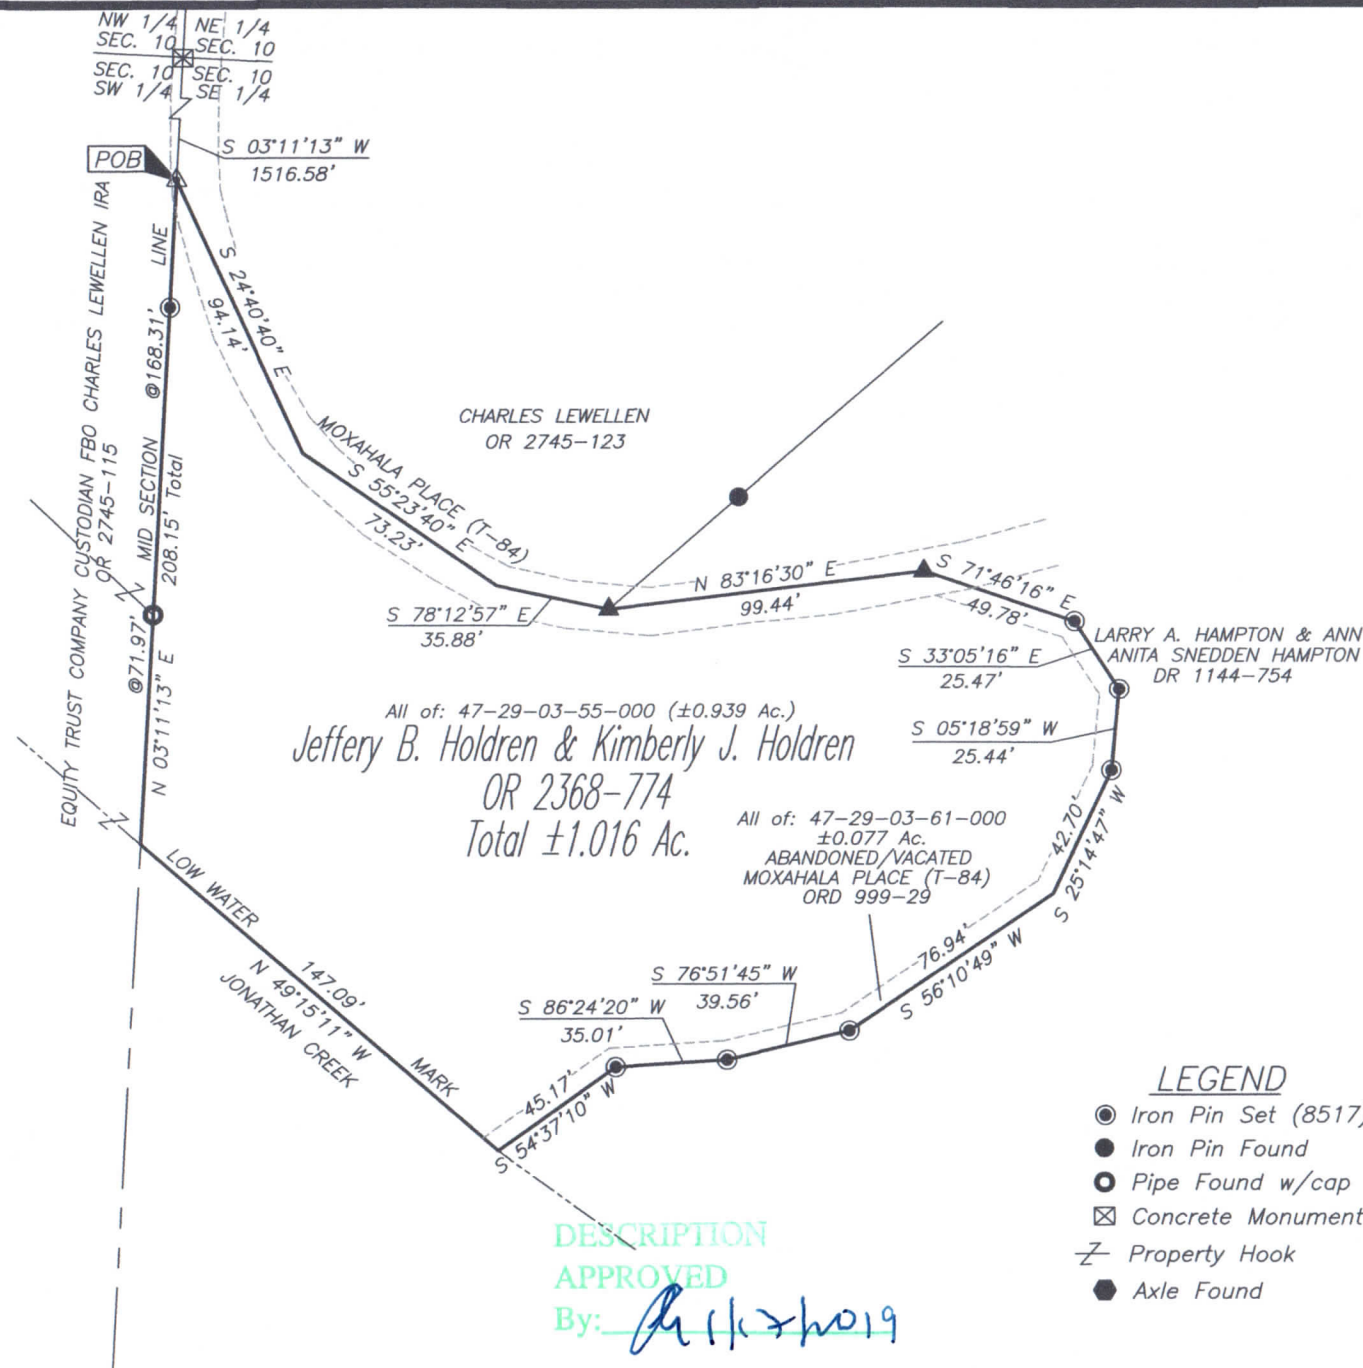 NW 1/4 NE 1/4
SEC. 10 SEC. 10
SEC. 10 SEC. 10
SW 1/4 SE 1/4
POB
S 03°11'13" W
1516.58'
EQUITY TRUST COMPANY CUSTODIAN FBO CHARLES LEWELLEN IRA
OR 2745-115
MID SECTION LINE
@168.31'
208.15' Total
@71.97'
N 03°11'13" E
S 24°40'40" E
94.14'
CHARLES LEWELLEN
OR 2745-123
MOXAHALA PLACE (T-84)
S 55°23'40" E
73.23'
S 78°12'57" E
35.88'
N 83°16'30" E
99.44'
S 71°46'16" E
49.78'
LARRY A. HAMPTON & ANN
ANITA SNEDDEN HAMPTON
DR 1144-754
S 33°05'16" E
25.47'
S 05°18'59" W
25.44'
All of: 47-29-03-55-000 (±0.939 Ac.)
Jeffery B. Holdren & Kimberly J. Holdren
OR 2368-774
Total ±1.016 Ac.
All of: 47-29-03-61-000
±0.077 Ac.
ABANDONED/VACATED
MOXAHALA PLACE (T-84)
ORD 999-29
42.70'
S 25°14'47" W
76.94'
S 56°10'49" W
S 76°51'45" W
39.56'
S 86°24'20" W
35.01'
45.17'
S 54°37'10" W
LOW WATER MARK
147.09'
N 49°15'11" W
JONATHAN CREEK
LEGEND
Iron Pin Set (8517)
Iron Pin Found
Pipe Found w/cap
Concrete Monument
Property Hook
Axle Found
DESCRIPTION
APPROVED
By: 1/17/2019